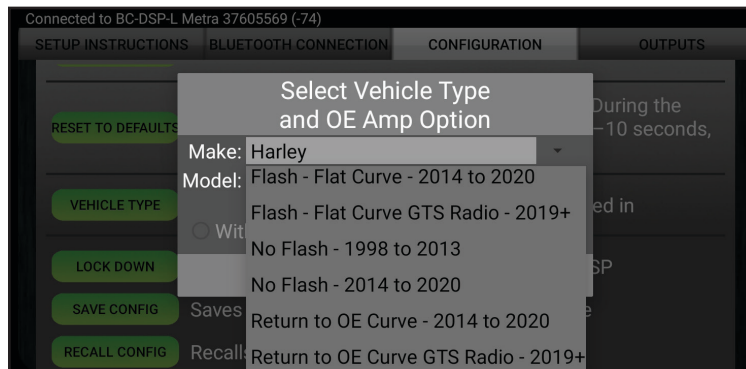 Connected to BC-DSP-L Metra 37605569 (-74)
SETUP INSTRUCTIONS BLUETOOTH CONNECTION CONFIGURATION OUTPUTS
Select Vehicle Type
and OE Amp Option
RESET TO DEFAULTS
During the
–10 seconds,
Make: Harley
Model: Flash - Flat Curve - 2014 to 2020
VEHICLE TYPE
Flash - Flat Curve GTS Radio - 2019+
ed in
No Flash - 1998 to 2013
LOCK DOWN
SP
No Flash - 2014 to 2020
SAVE CONFIG Saves
Return to OE Curve - 2014 to 2020
RECALL CONFIG Recalls
Return to OE Curve GTS Radio - 2019+